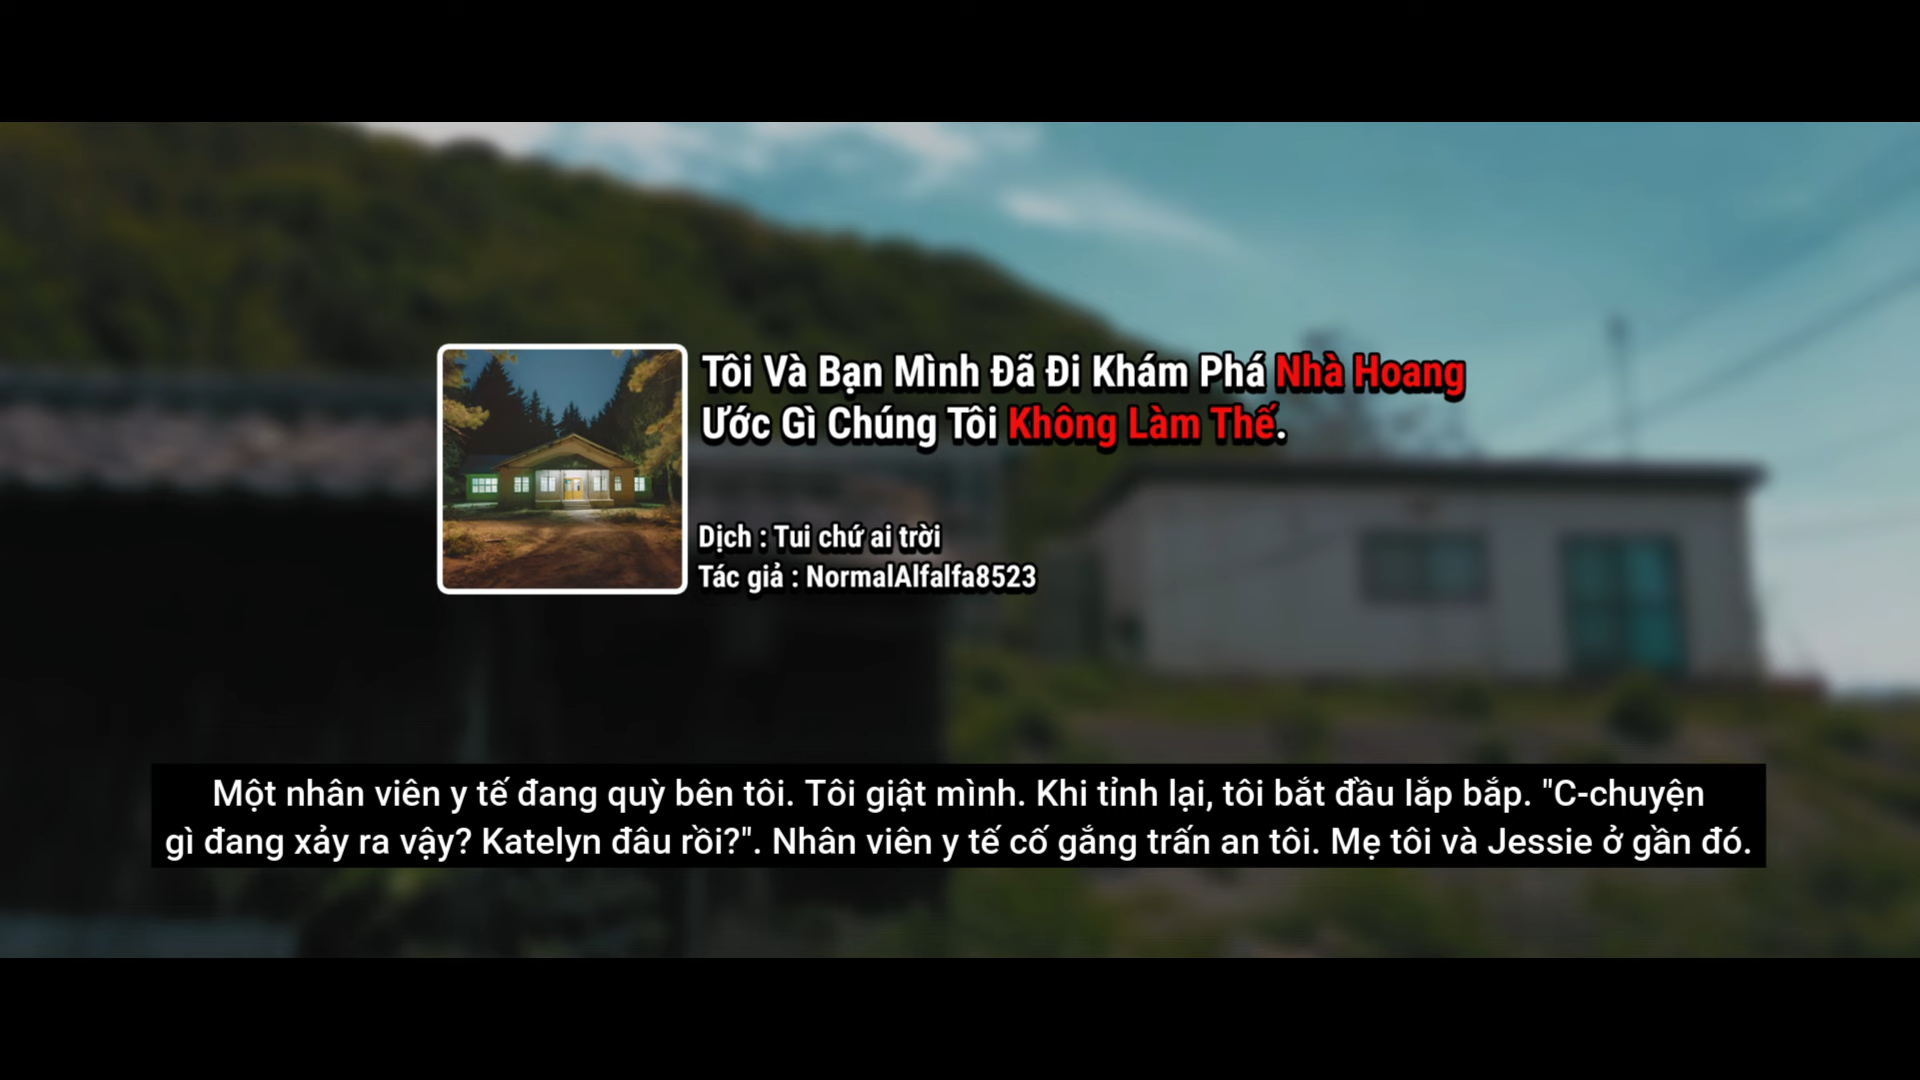 Tôi Và Bạn Mình Đã Đi Khám Phá Nhà Hoang
Ước Gì Chúng Tôi Không Làm Thế.
Dịch : Tui chứ ai trời
Tác giả : NormalAlfalfa8523
Một nhân viên y tế đang quỳ bên tôi. Tôi giật mình. Khi tỉnh lại, tôi bắt đầu lắp bắp. "C-chuyện
gì đang xảy ra vậy? Katelyn đâu rồi?". Nhân viên y tế cố gắng trấn an tôi. Mẹ tôi và Jessie ở gần đó.